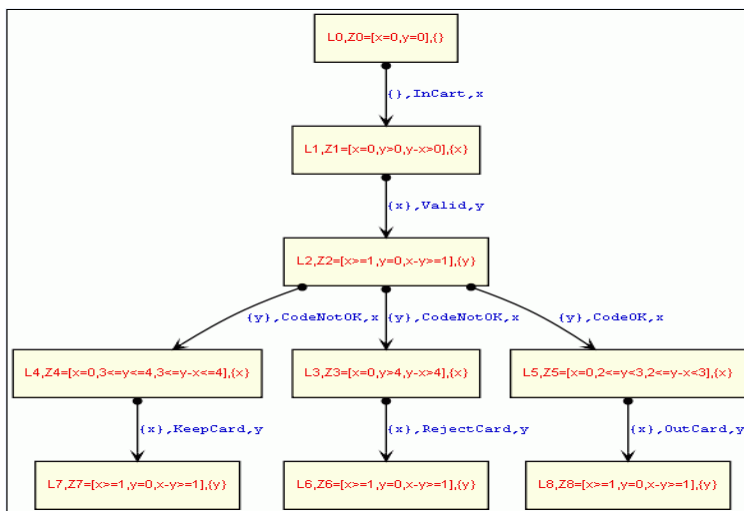 L0,Z0=[x=0,y=0],{}
{},InCart,x
L1,Z1=[x=0,y>0,y-x>0],{x}
{x},Valid,y
L2,Z2=[x>=1,y=0,x-y>=1],{y}
{y},CodeNotOK,x
{y},CodeNotOK,x
{y},CodeOK,x
L4,Z4=[x=0,3<=y<=4,3<=y-x<=4],{x}
L3,Z3=[x=0,y>4,y-x>4],{x}
L5,Z5=[x=0,2<=y<3,2<=y-x<3],{x}
{x},KeepCard,y
{x},RejectCard,y
{x},OutCard,y
L7,Z7=[x>=1,y=0,x-y>=1],{y}
L6,Z6=[x>=1,y=0,x-y>=1],{y}
L8,Z8=[x>=1,y=0,x-y>=1],{y}